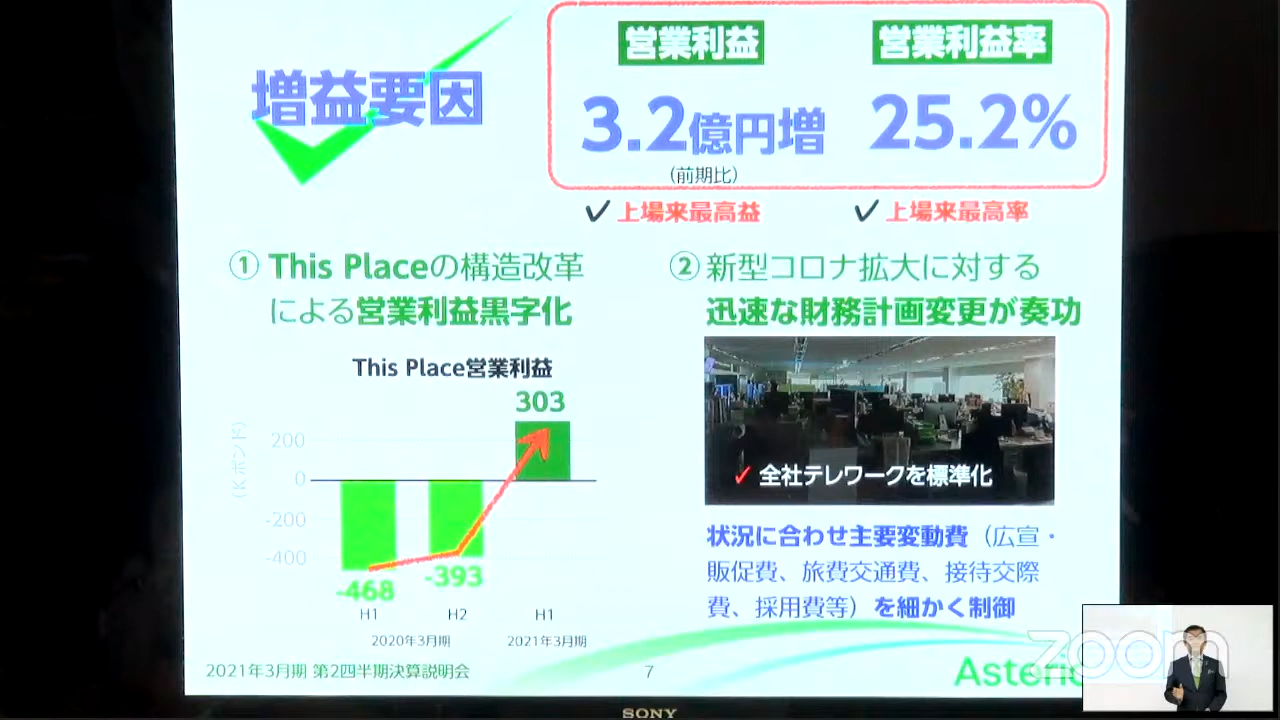 増益要因
営業利益
営業利益率
3.2億円増
25.2%
(前期比)
✓上場来最高益
✓上場来最高率
① This Placeの構造改革
による営業利益黒字化
② 新型コロナ拡大に対する
迅速な財務計画変更が奏功
This Place営業利益
303
(Kポンド)
200
0
-200
-400
-468
-393
H1
H2
H1
2020年3月期
2021年3月期
✓全社テレワークを標準化
状況に合わせ主要変動費（広宣・
販促費、旅費交通費、接待交際
費、採用費等）を細かく制御
2021年3月期 第2四半期決算説明会
7
Asteri
zoom
SONY